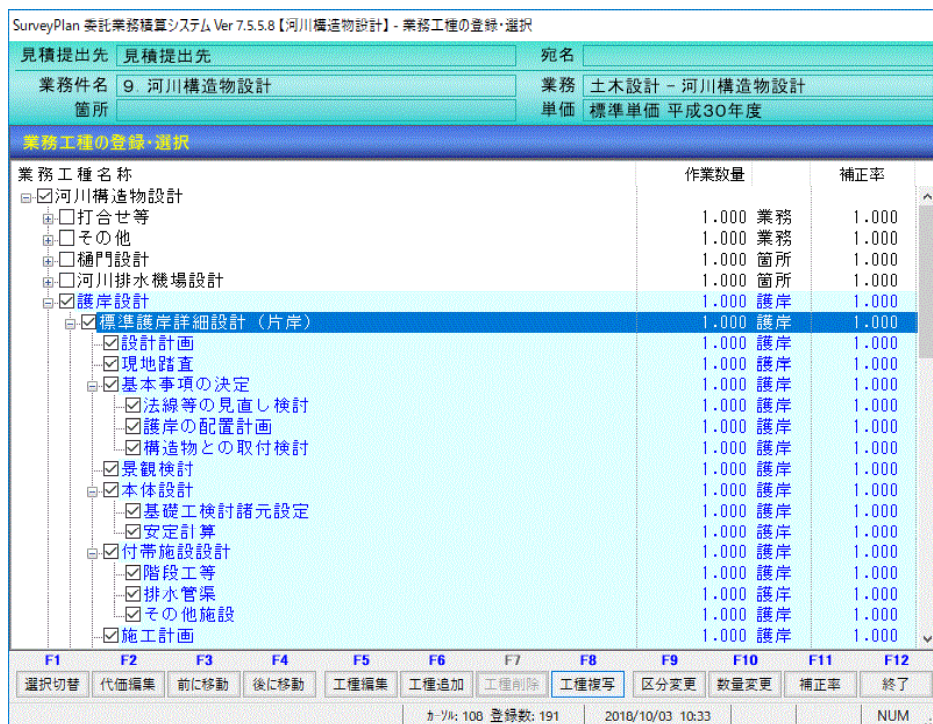 SurveyPlan 委託業務積算システム Ver 7.5.5.8【河川構造物設計】- 業務工種の登録・選択
見積提出先 見積提出先 宛名
業務件名 9. 河川構造物設計 業務 土木設計 - 河川構造物設計
箇所 単価 標準単価 平成30年度
業務工種の登録・選択
業務工種名称 作業数量 補正率
河川構造物設計
打合せ等 1.000 業務 1.000
その他 1.000 業務 1.000
樋門設計 1.000 箇所 1.000
河川排水機場設計 1.000 箇所 1.000
護岸設計 1.000 護岸 1.000
標準護岸詳細設計(片岸) 1.000 護岸 1.000
設計計画 1.000 護岸 1.000
現地踏査 1.000 護岸 1.000
基本事項の決定 1.000 護岸 1.000
法線等の見直し検討 1.000 護岸 1.000
護岸の配置計画 1.000 護岸 1.000
構造物との取付検討 1.000 護岸 1.000
景観検討 1.000 護岸 1.000
本体設計 1.000 護岸 1.000
基礎工検討諸元設定 1.000 護岸 1.000
安定計算 1.000 護岸 1.000
付帯施設設計 1.000 護岸 1.000
階段工等 1.000 護岸 1.000
排水管渠 1.000 護岸 1.000
その他施設 1.000 護岸 1.000
施工計画 1.000 護岸 1.000
F1 F2 F3 F4 F5 F6 F7 F8 F9 F10 F11 F12
選択切替 代価編集 前に移動 後に移動 工種編集 工種追加 工種削除 工種複写 区分変更 数量変更 補正率 終了
カーソル: 108 登録数: 191 2018/10/03 10:33 NUM